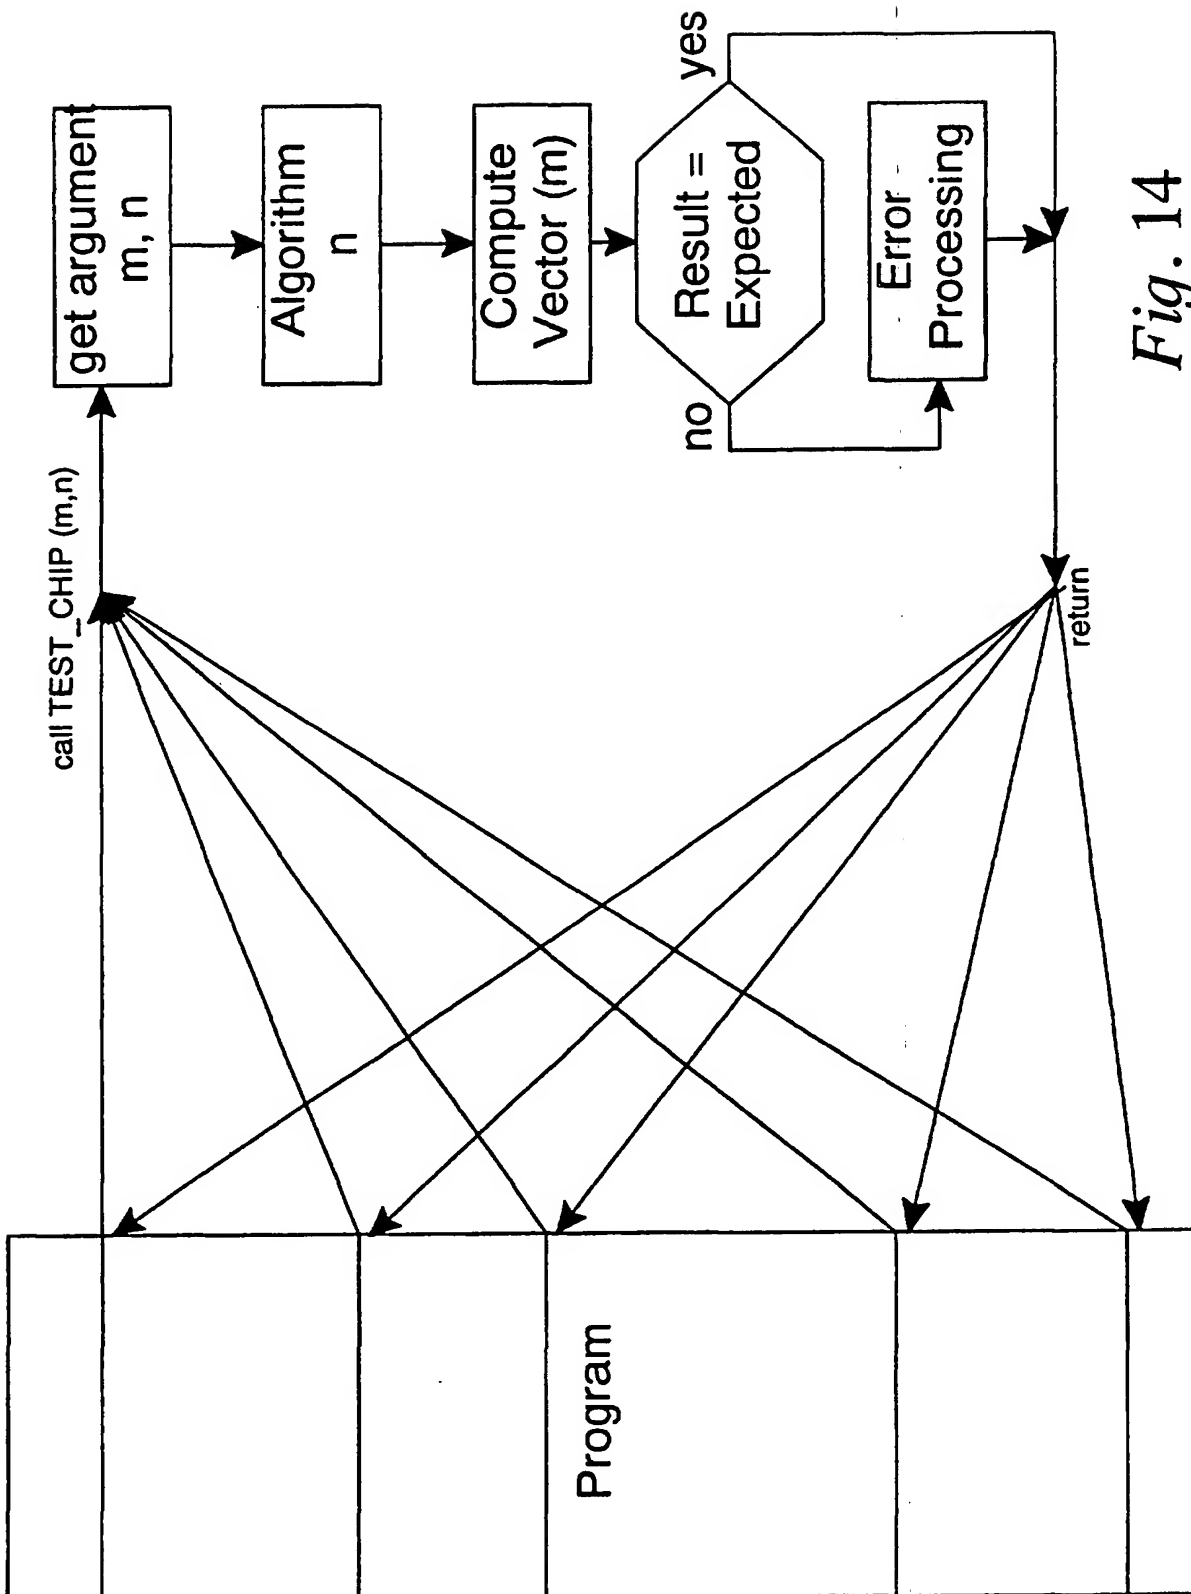 Program
call TEST_CHIP (m,n)
get argument
m, n
Algorithm
n
Compute
Vector (m)
Result =
Expected
no
yes
Error
Processing
return
Fig. 14